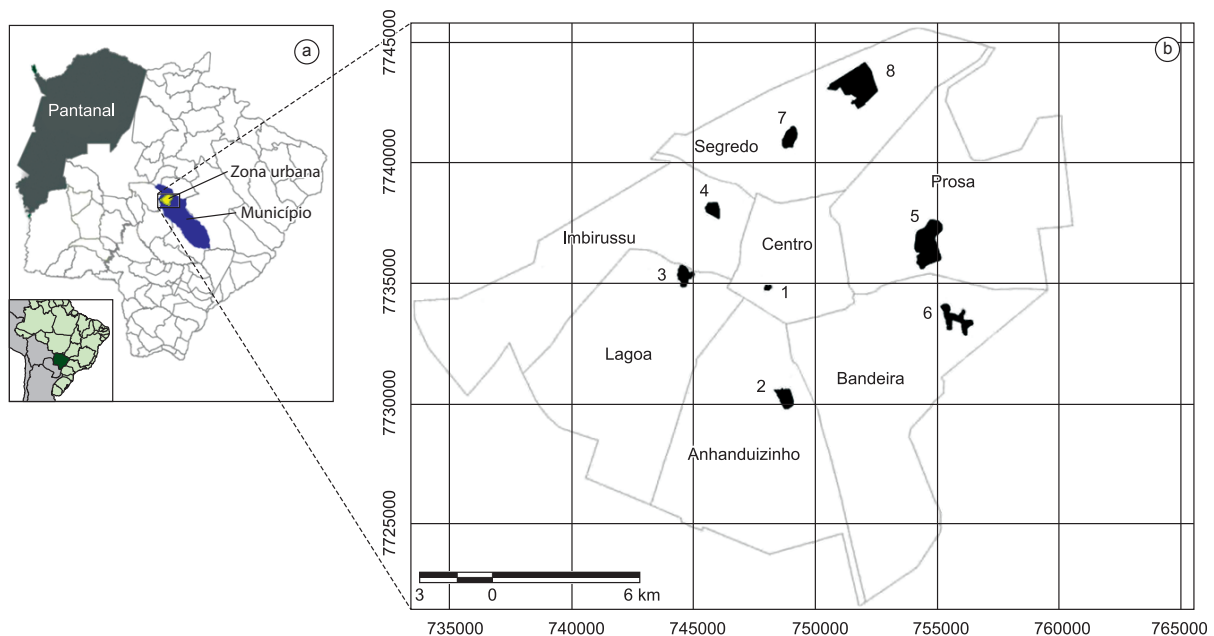 a
Pantanal
Zona urbana
Município
b
7745000
7740000
7735000
7730000
7725000
8
7
Segredo
4
Prosa
5
Imbirussu
Centro
3
1
6
Lagoa
Bandeira
2
Anhanduizinho
3 0 6 km
735000 740000 745000 750000 755000 760000 765000